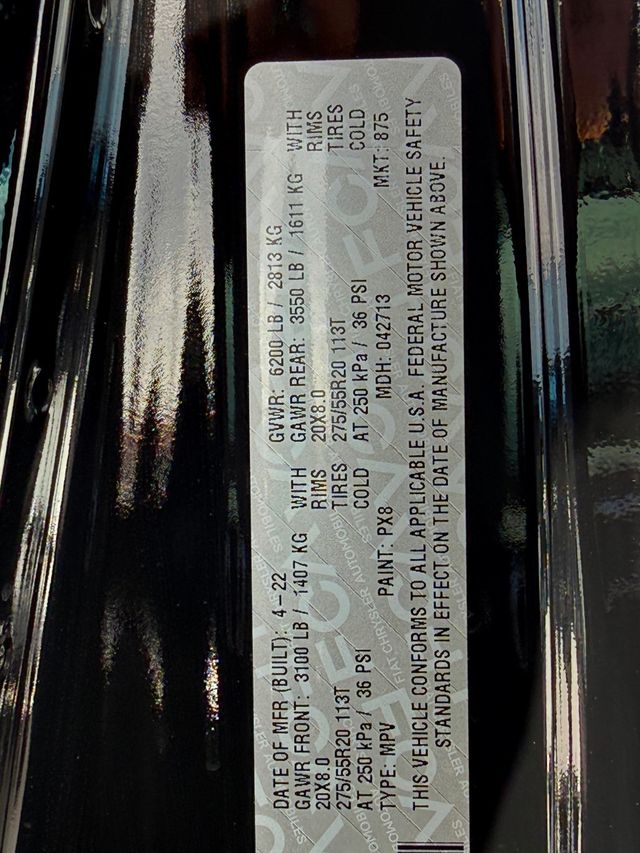 DATE OF MFR (BUILT): 4-22 GVWR: 6200 LB / 2813 KG
GAWR FRONT: 3100 LB / 1407 KG WITH GAWR REAR: 3550 LB / 1611 KG WITH
20X8.0 RIMS 20X8.0 RIMS
275/55R20 113T TIRES 275/55R20 113T TIRES
AT 250 kPa / 36 PSI COLD AT 250 kPa / 36 PSI COLD
TYPE: MPV PAINT: PX8 MDH: 042713 MKT: 875
THIS VEHICLE CONFORMS TO ALL APPLICABLE U.S.A. FEDERAL MOTOR VEHICLE SAFETY
STANDARDS IN EFFECT ON THE DATE OF MANUFACTURE SHOWN ABOVE.